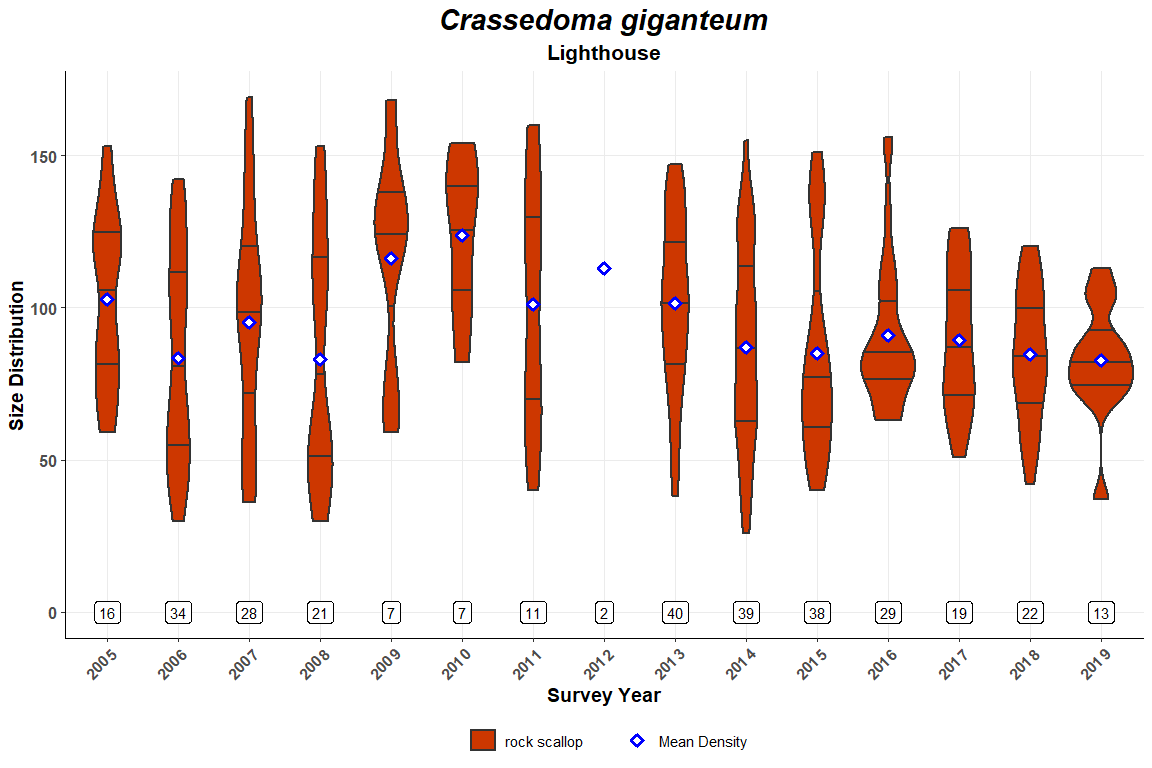 Crassedoma giganteum
Lighthouse
Size Distribution
150
100
50
0
16 34 28 21 7 7 11 2 40 39 38 29 19 22 13
2005 2006 2007 2008 2009 2010 2011 2012 2013 2014 2015 2016 2017 2018 2019
Survey Year
rock scallop Mean Density